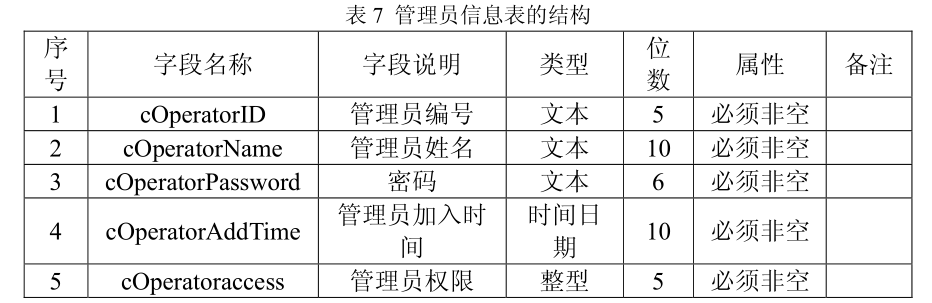 表 7 管理员信息表的结构
序号 字段名称 字段说明 类型 位数 属性 备注
1 cOperatorID 管理员编号 文本 5 必须非空
2 cOperatorName 管理员姓名 文本 10 必须非空
3 cOperatorPassword 密码 文本 6 必须非空
4 cOperatorAddTime 管理员加入时间 时间日期 10 必须非空
5 cOperatoraccess 管理员权限 整型 5 必须非空